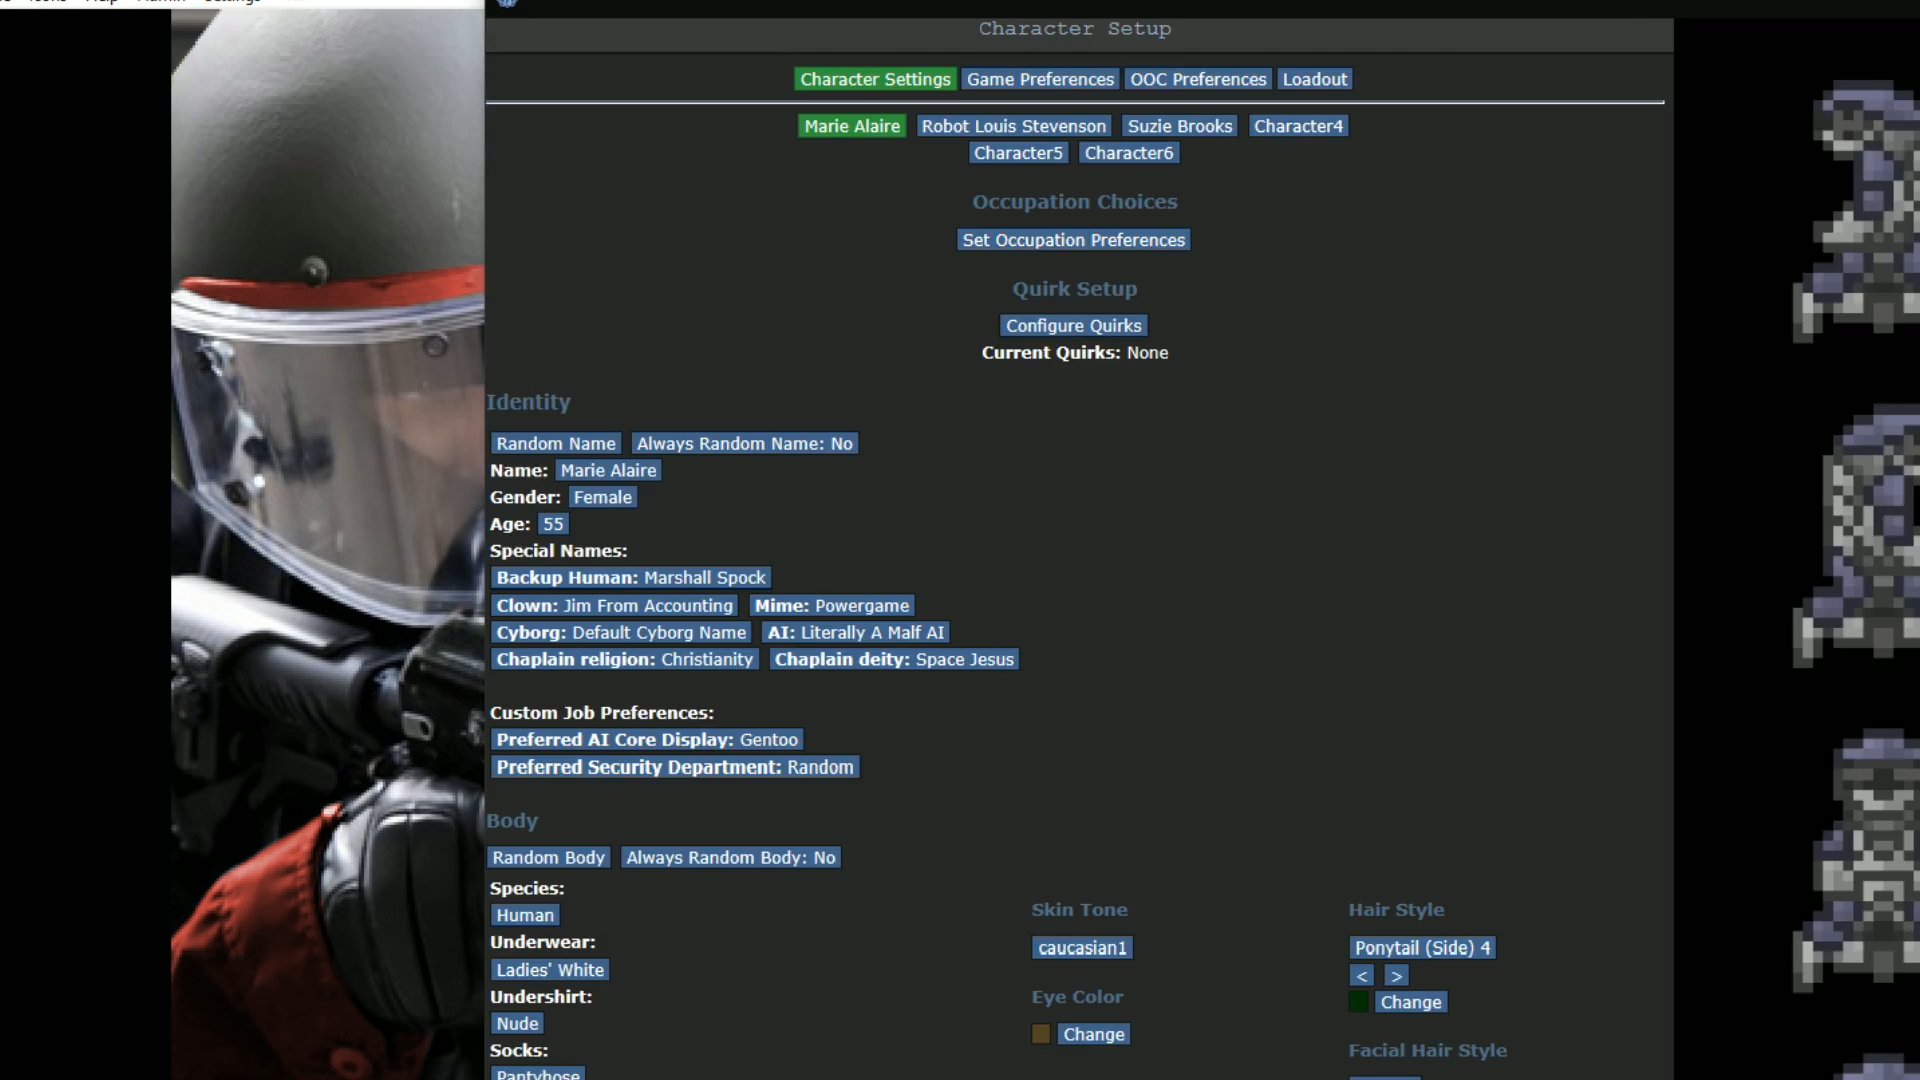 Help
Character Setup
Character Settings Game Preferences OOC Preferences Loadout
Marie Alaire Robot Louis Stevenson Suzie Brooks Character4
Character5 Character6
Occupation Choices
Set Occupation Preferences
Quirk Setup
Configure Quirks
Current Quirks: None
Identity
Random Name Always Random Name: No
Name: Marie Alaire
Gender: Female
Age: 55
Special Names:
Backup Human: Marshall Spock
Clown: Jim From Accounting Mime: Powergame
Cyborg: Default Cyborg Name AI: Literally A Malf AI
Chaplain religion: Christianity Chaplain deity: Space Jesus
Custom Job Preferences:
Preferred AI Core Display: Gentoo
Preferred Security Department: Random
Body
Random Body Always Random Body: No
Species:
Human
Underwear:
Ladies' White
Undershirt:
Nude
Socks:
Pantyhose
Skin Tone
caucasian1
Eye Color
Change
Hair Style
Ponytail (Side) 4
< >
Change
Facial Hair Style